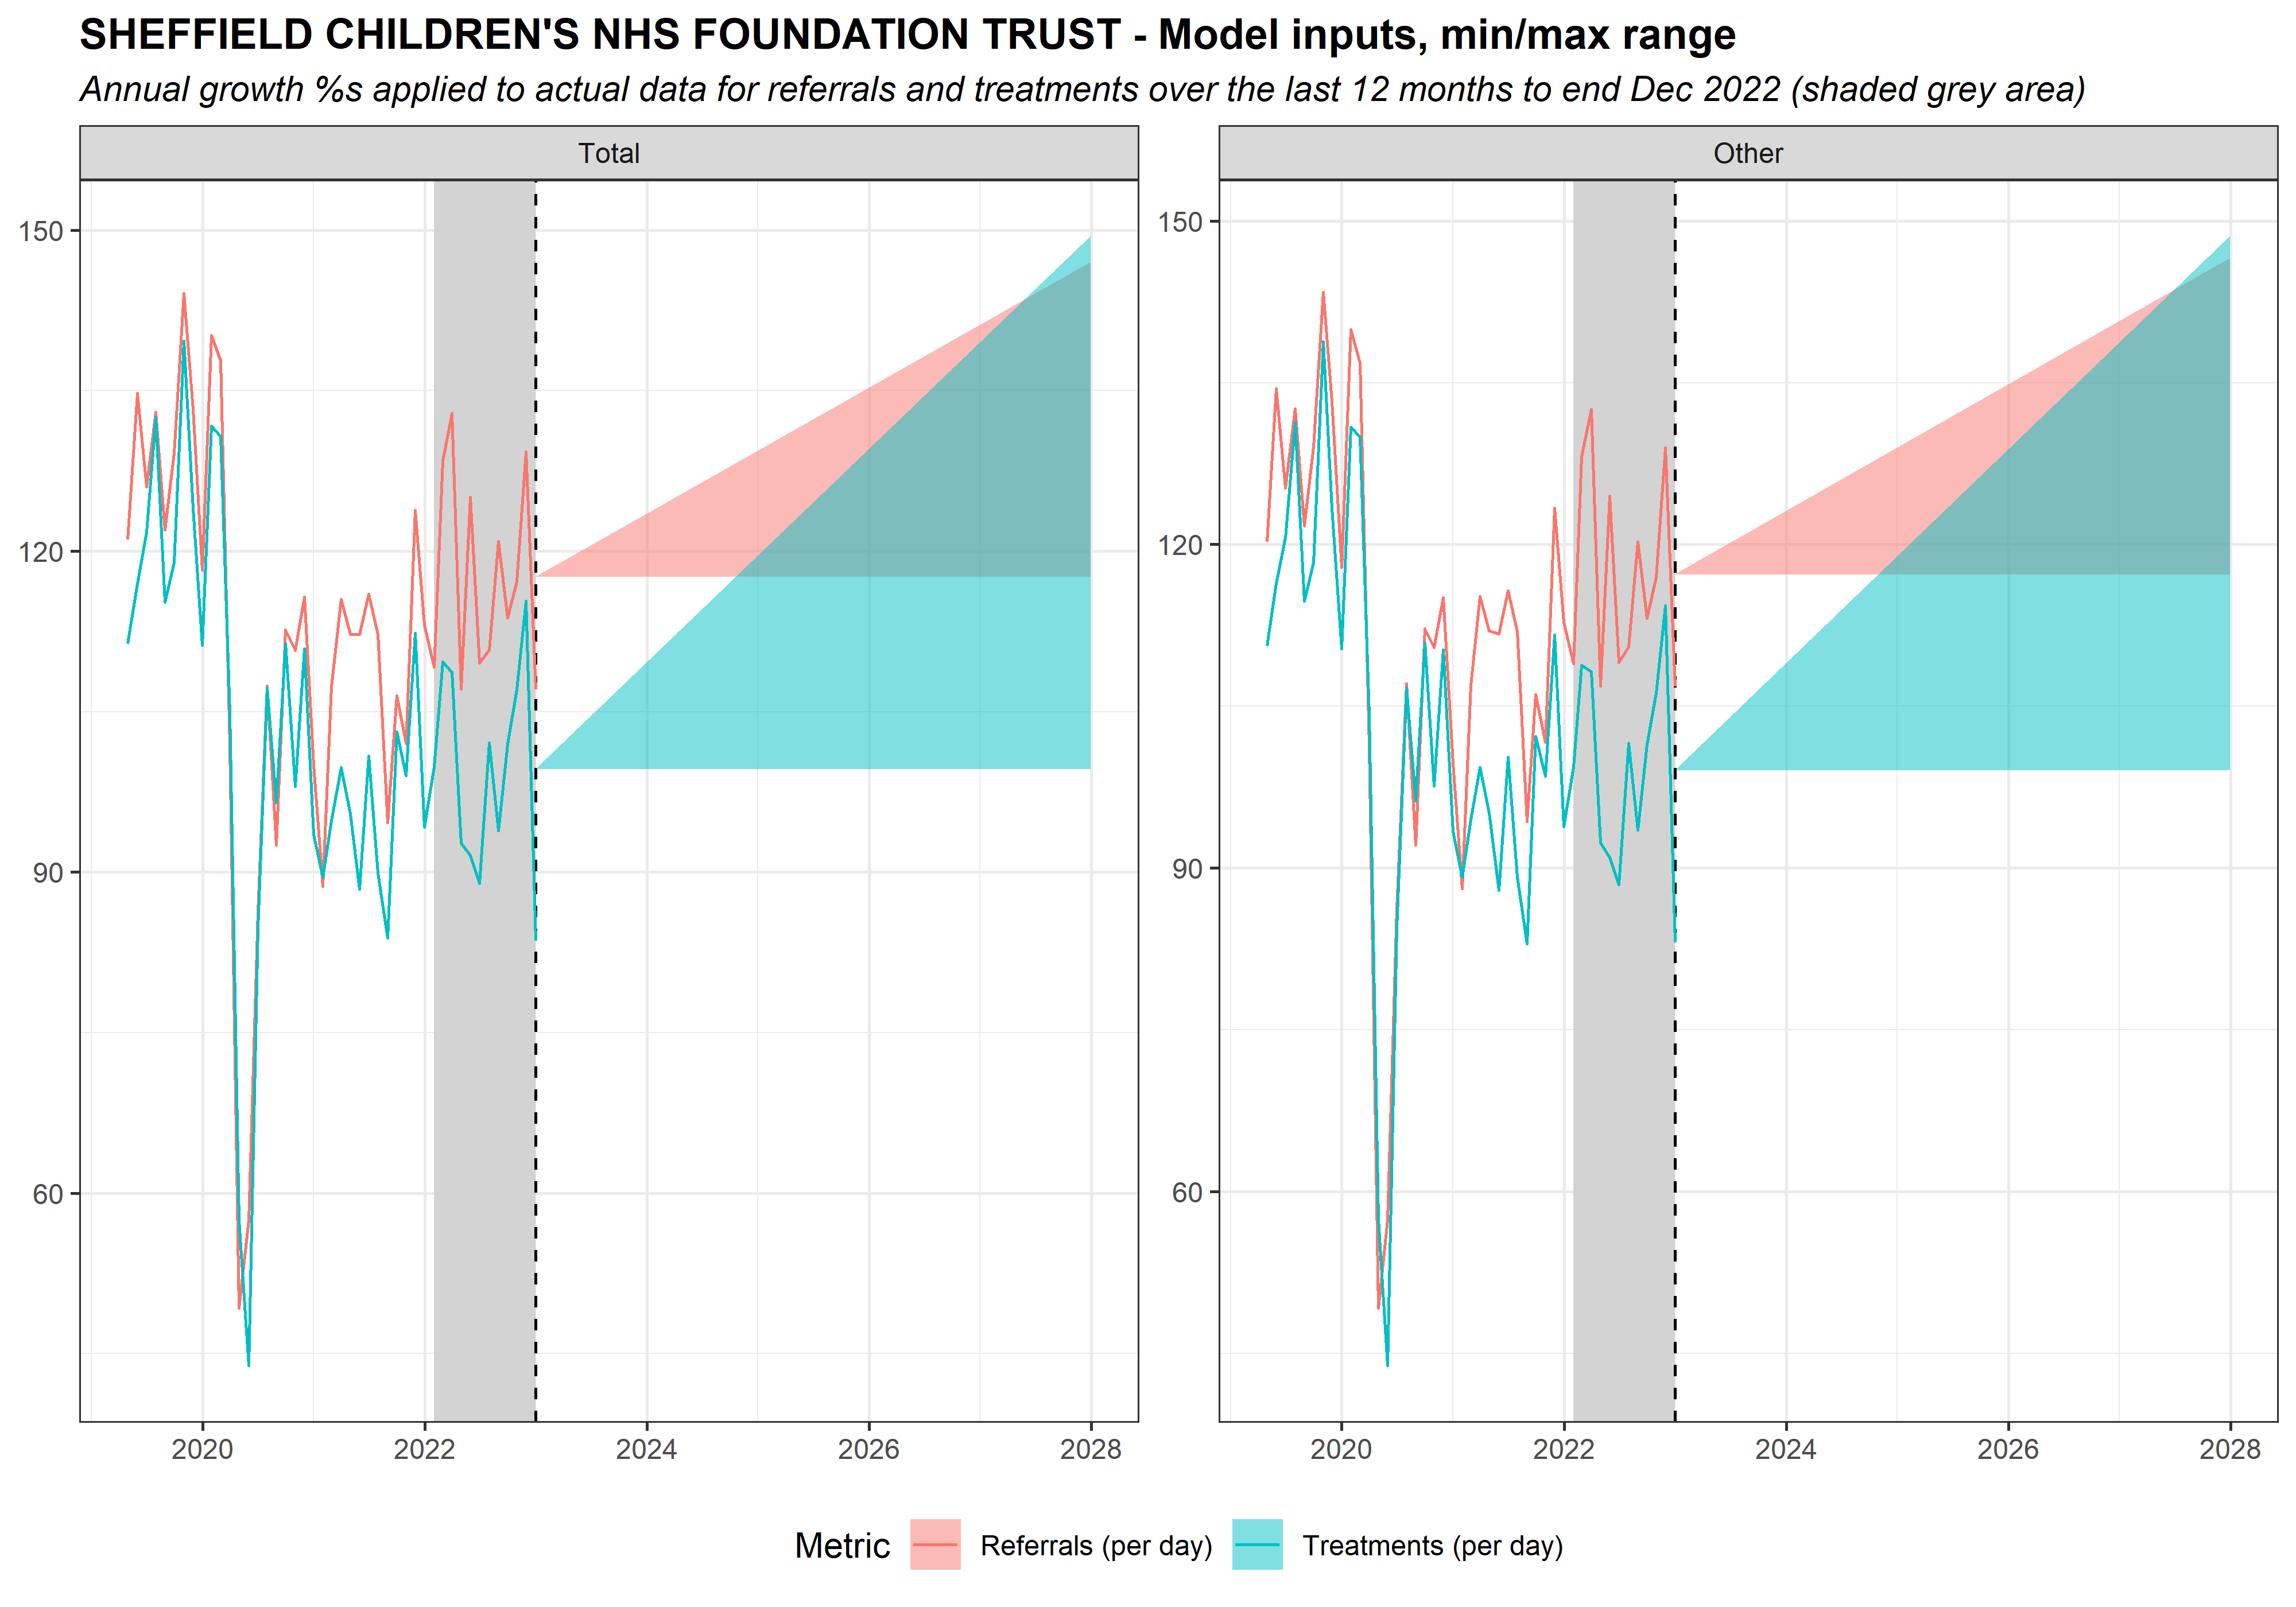 SHEFFIELD CHILDREN'S NHS FOUNDATION TRUST - Model inputs, min/max range
Annual growth %s applied to actual data for referrals and treatments over the last 12 months to end Dec 2022 (shaded grey area)
Total
Other
150
120
90
60
150
120
90
60
2020 2022 2024 2026 2028
2020 2022 2024 2026 2028
Metric Referrals (per day) Treatments (per day)